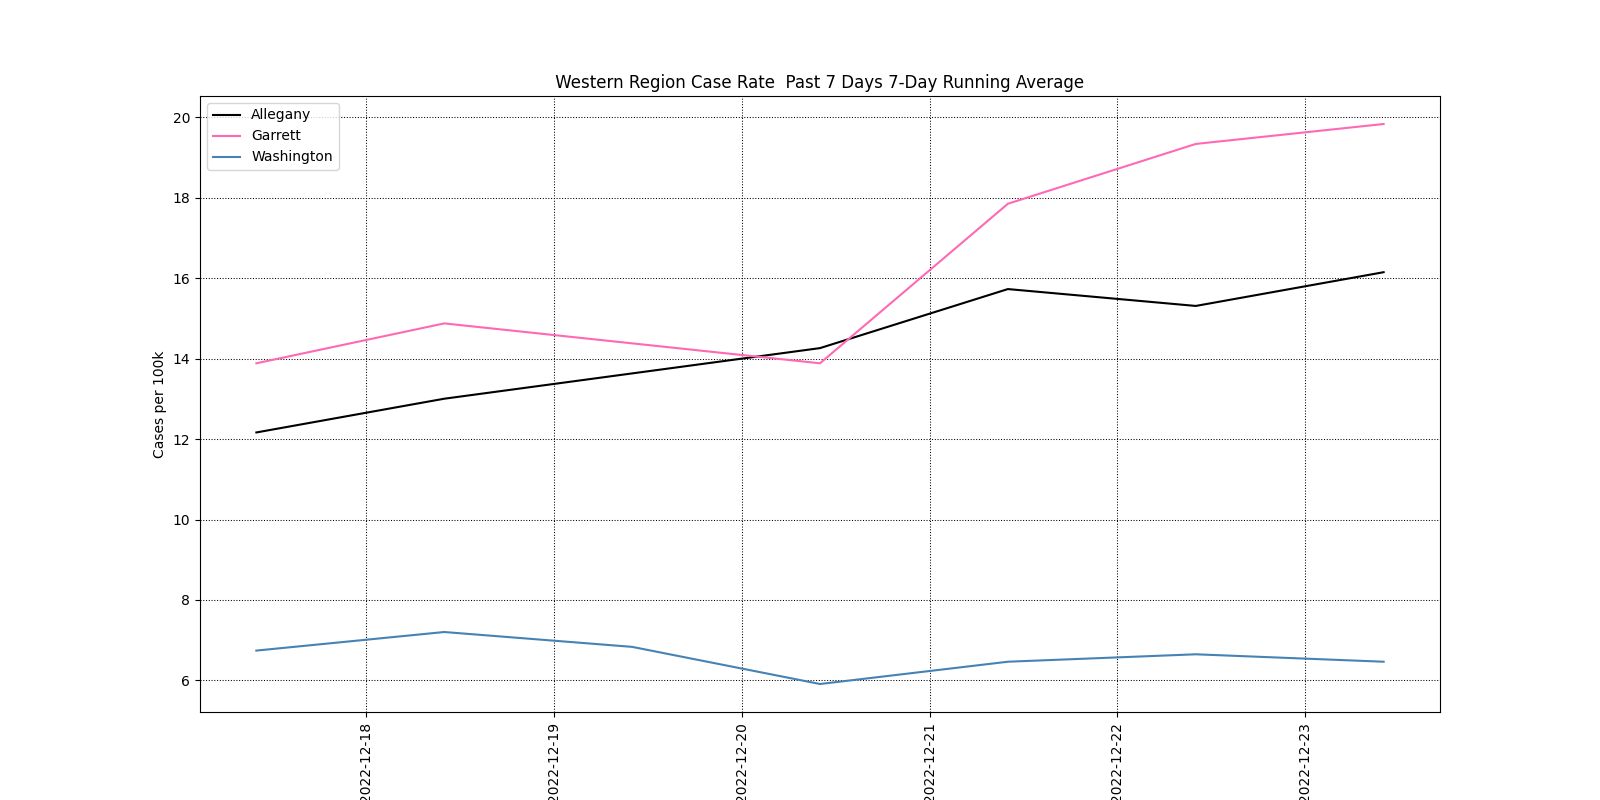 Western Region Case Rate  Past 7 Days 7-Day Running Average
Allegany
Garrett
Washington
20
18
16
14
12
10
8
6
Cases per 100k
2022-12-18
2022-12-19
2022-12-20
2022-12-21
2022-12-22
2022-12-23